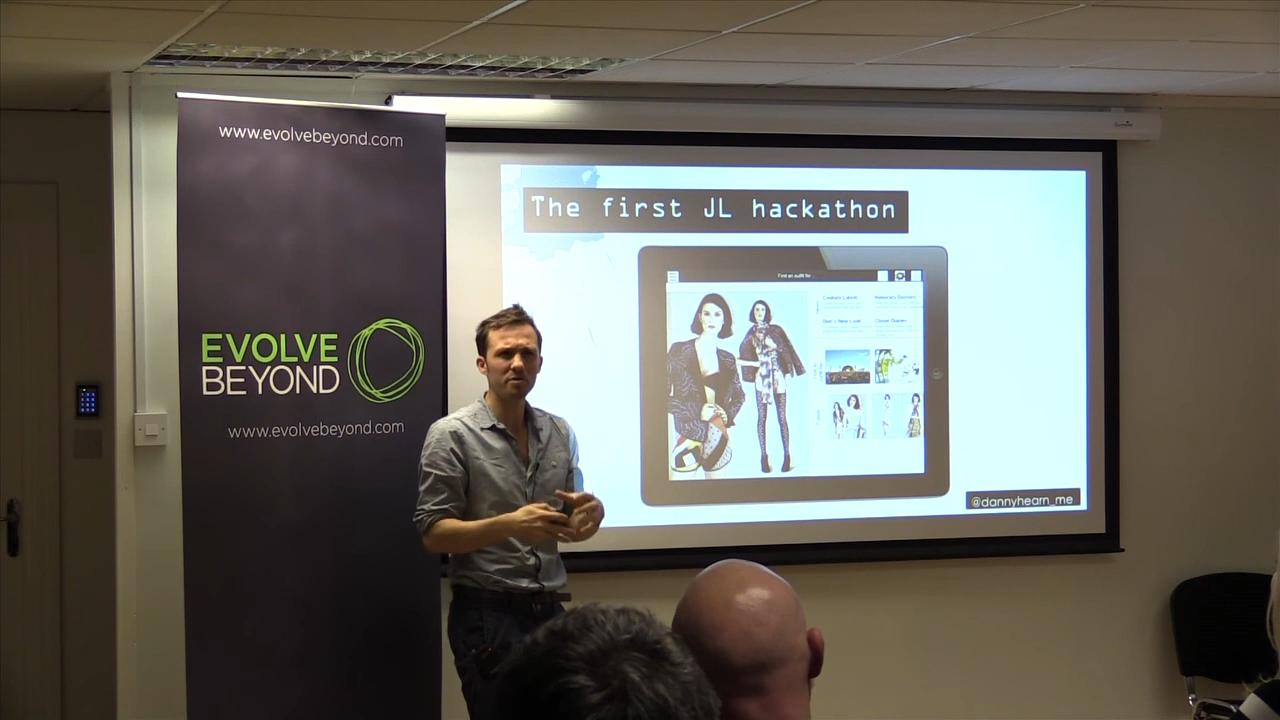 www.evolvebeyond.com
EVOLVE
BEYOND
www.evolvebeyond.com
The first JL hackathon
Find an outfit for
@dannyhearn_me